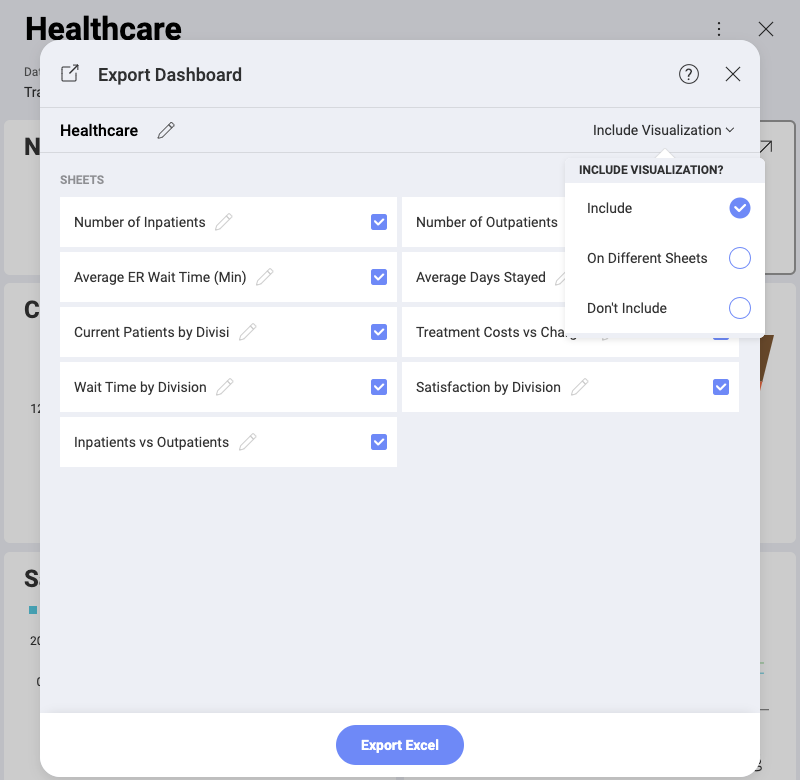 Healthcare
Export Dashboard
Healthcare
Include Visualization
INCLUDE VISUALIZATION?
Include
On Different Sheets
Don't Include
SHEETS
Number of Inpatients
Number of Outpatients
Average ER Wait Time (Min)
Average Days Stayed
Current Patients by Divisi
Treatment Costs vs Char
Wait Time by Division
Satisfaction by Division
Inpatients vs Outpatients
Export Excel